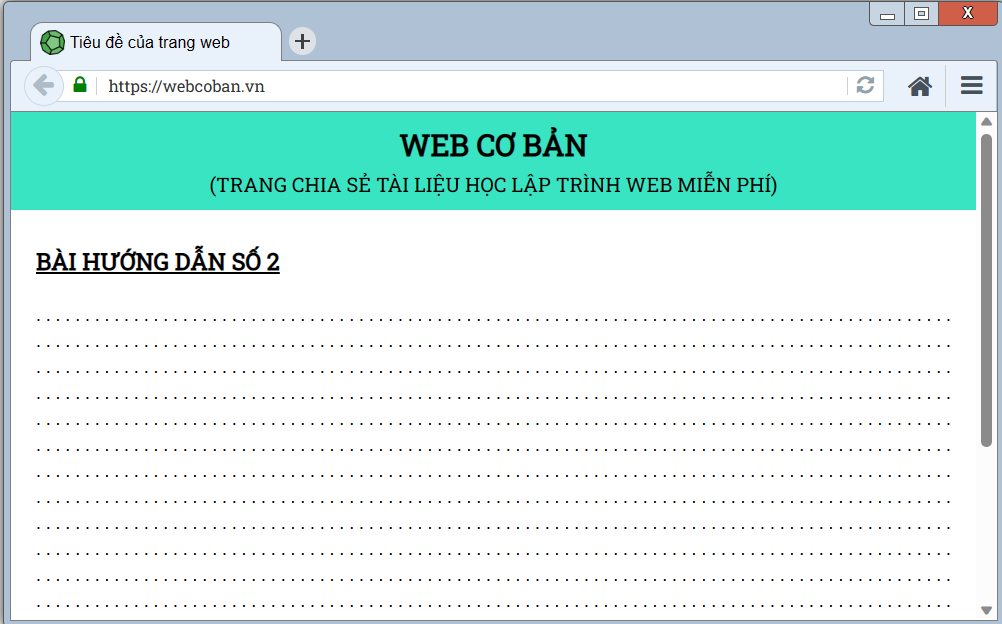 Tiêu đề của trang web
https://webcoban.vn
WEB CƠ BẢN
(TRANG CHIA SẺ TÀI LIỆU HỌC LẬP TRÌNH WEB MIỄN PHÍ)
BÀI HƯỚNG DẪN SỐ 2